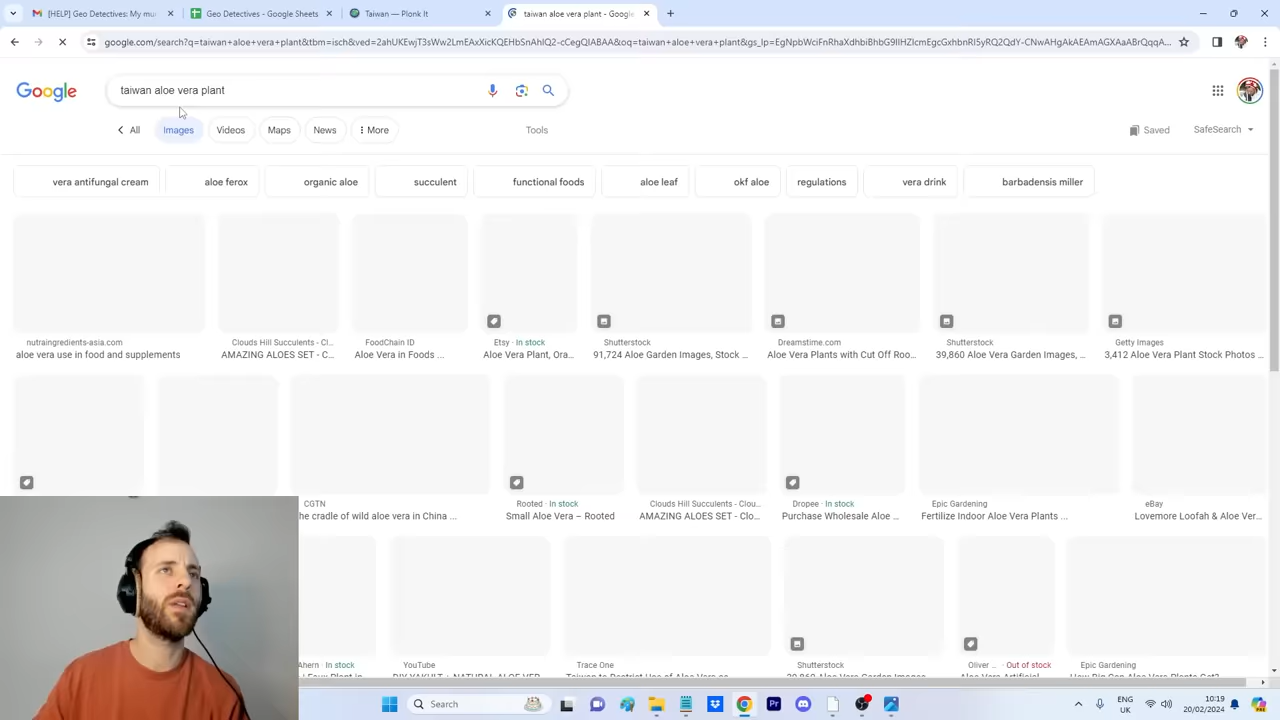 [HELP] Geo Detectives: My mu
Geo Detectives - Google Sheets
Taiwan — Plonk It
taiwan aloe vera plant - Google
google.com/search?q=taiwan+aloe+vera+plant&tbm=isch&ved=2ahUKEwjT3sWw2LmEAxXicKQEHbSnAhIQ2-cCegQIABAA&oq=taiwan+aloe+vera+plant&gs_lp=EgNpbWciFnRhaXdhbiBhbG9lIHZlcmEgcGxhbnRI5yRQ2QdY-CNwAHgAkAEAmAGXAaABrQqqA...
Google
taiwan aloe vera plant
All
Images
Videos
Maps
News
More
Tools
Saved
SafeSearch
vera antifungal cream
aloe ferox
organic aloe
succulent
functional foods
aloe leaf
okf aloe
regulations
vera drink
barbadensis miller
nutraingredients-asia.com
aloe vera use in food and supplements
Clouds Hill Succulents - Cl...
AMAZING ALOES SET - C...
FoodChain ID
Aloe Vera in Foods ...
Etsy · In stock
Aloe Vera Plant, Ora...
Shutterstock
91,724 Aloe Garden Images, Stock ...
Dreamstime.com
Aloe Vera Plants with Cut Off Roo...
Shutterstock
39,860 Aloe Vera Garden Images, ...
Getty Images
3,412 Aloe Vera Plant Stock Photos ...
CGTN
he cradle of wild aloe vera in China ...
Rooted · In stock
Small Aloe Vera – Rooted
Clouds Hill Succulents - Clou...
AMAZING ALOES SET - Clo...
Dropee · In stock
Purchase Wholesale Aloe ...
Epic Gardening
Fertilize Indoor Aloe Vera Plants ...
eBay
Lovemore Loofah & Aloe Ver...
Ahern · In stock
YouTube
Trace One
Shutterstock
Oliver ... · Out of stock
Epic Gardening
Search
ENG
UK
10:19
20/02/2024